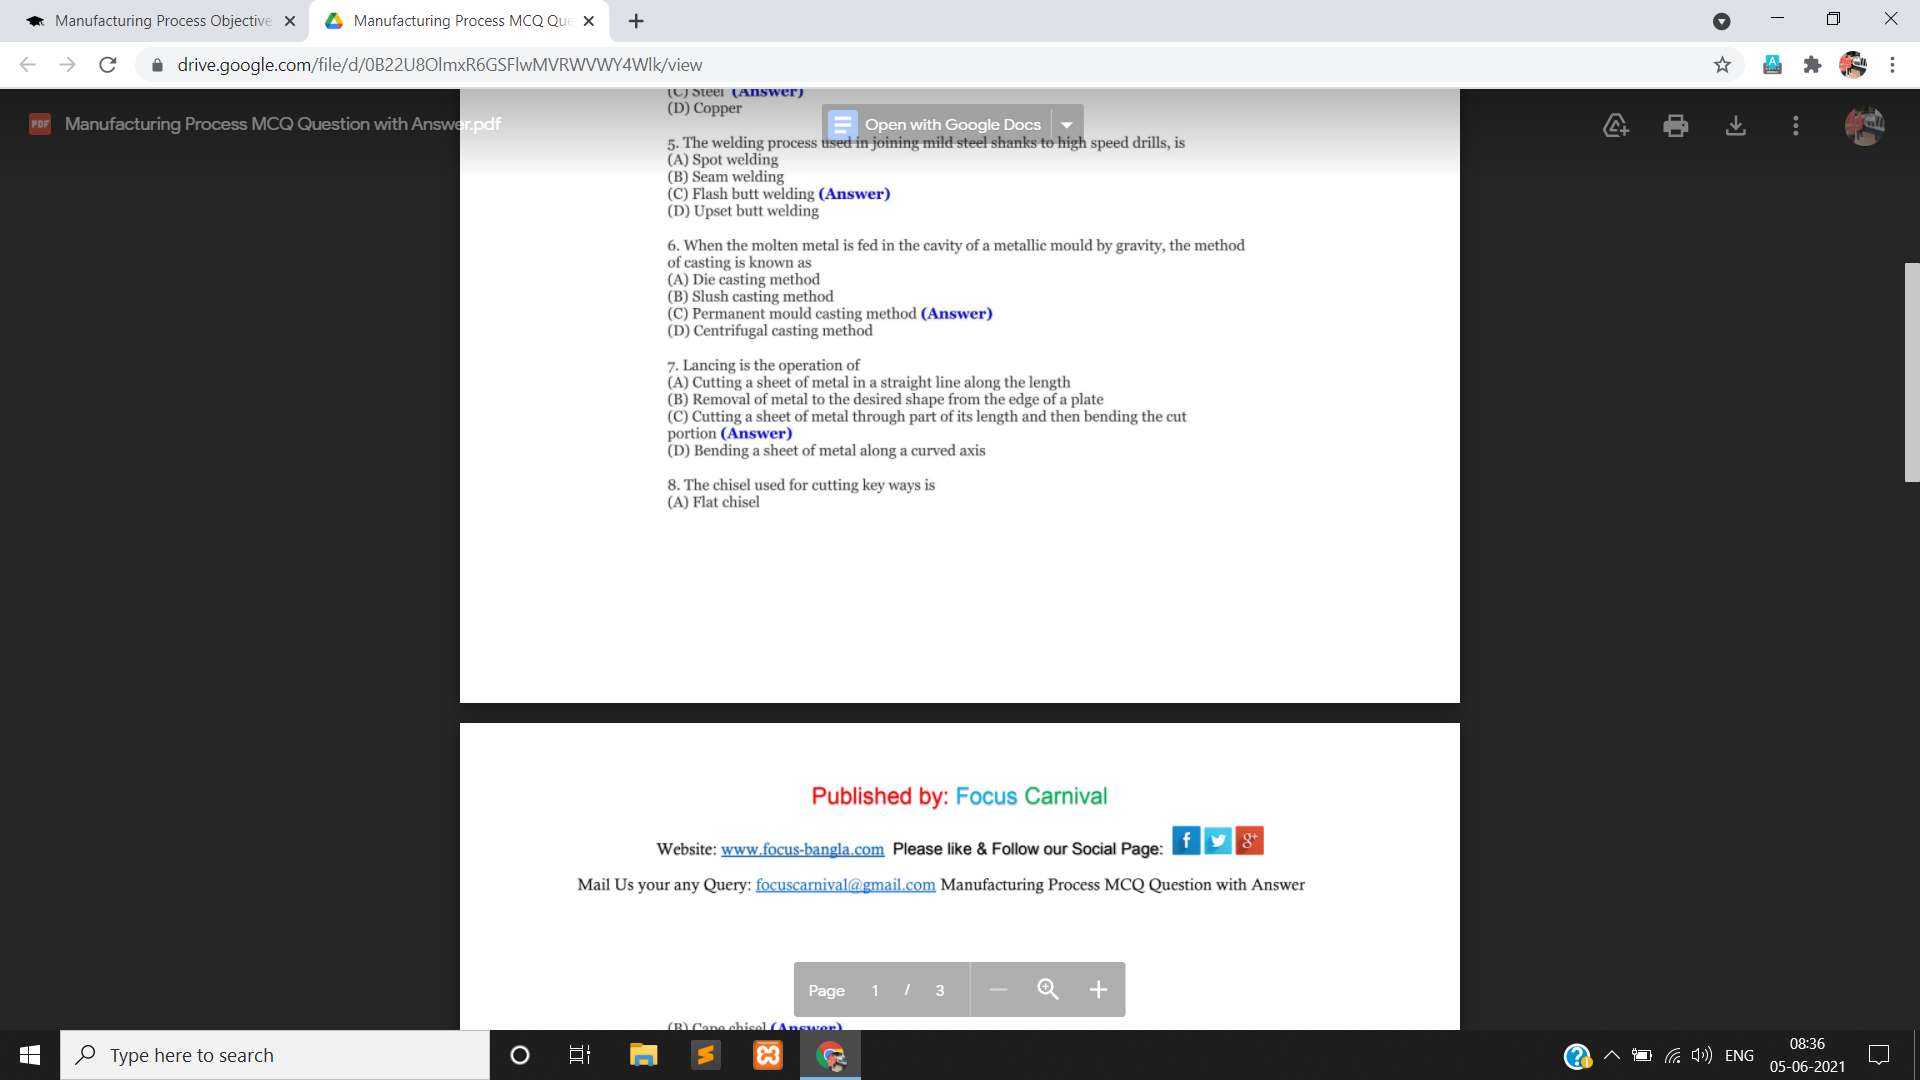 Manufacturing Process Objective
Manufacturing Process MCQ Que
drive.google.com/file/d/0B22U8OlmxR6GSFlwMVRWVWY4Wlk/view
Manufacturing Process MCQ Question with Answer.pdf
Open with Google Docs
(C) Steel (Answer)
(D) Copper
5. The welding process used in joining mild steel shanks to high speed drills, is
(A) Spot welding
(B) Seam welding
(C) Flash butt welding (Answer)
(D) Upset butt welding
6. When the molten metal is fed in the cavity of a metallic mould by gravity, the method
of casting is known as
(A) Die casting method
(B) Slush casting method
(C) Permanent mould casting method (Answer)
(D) Centrifugal casting method
7. Lancing is the operation of
(A) Cutting a sheet of metal in a straight line along the length
(B) Removal of metal to the desired shape from the edge of a plate
(C) Cutting a sheet of metal through part of its length and then bending the cut
portion (Answer)
(D) Bending a sheet of metal along a curved axis
8. The chisel used for cutting key ways is
(A) Flat chisel
Published by: Focus Carnival
Website: www.focus-bangla.com Please like & Follow our Social Page: f g+
Mail Us your any Query: focuscarnival@gmail.com Manufacturing Process MCQ Question with Answer
Page 1 / 3
(B) Cape chisel (Answer)
Type here to search
ENG
08:36
05-06-2021